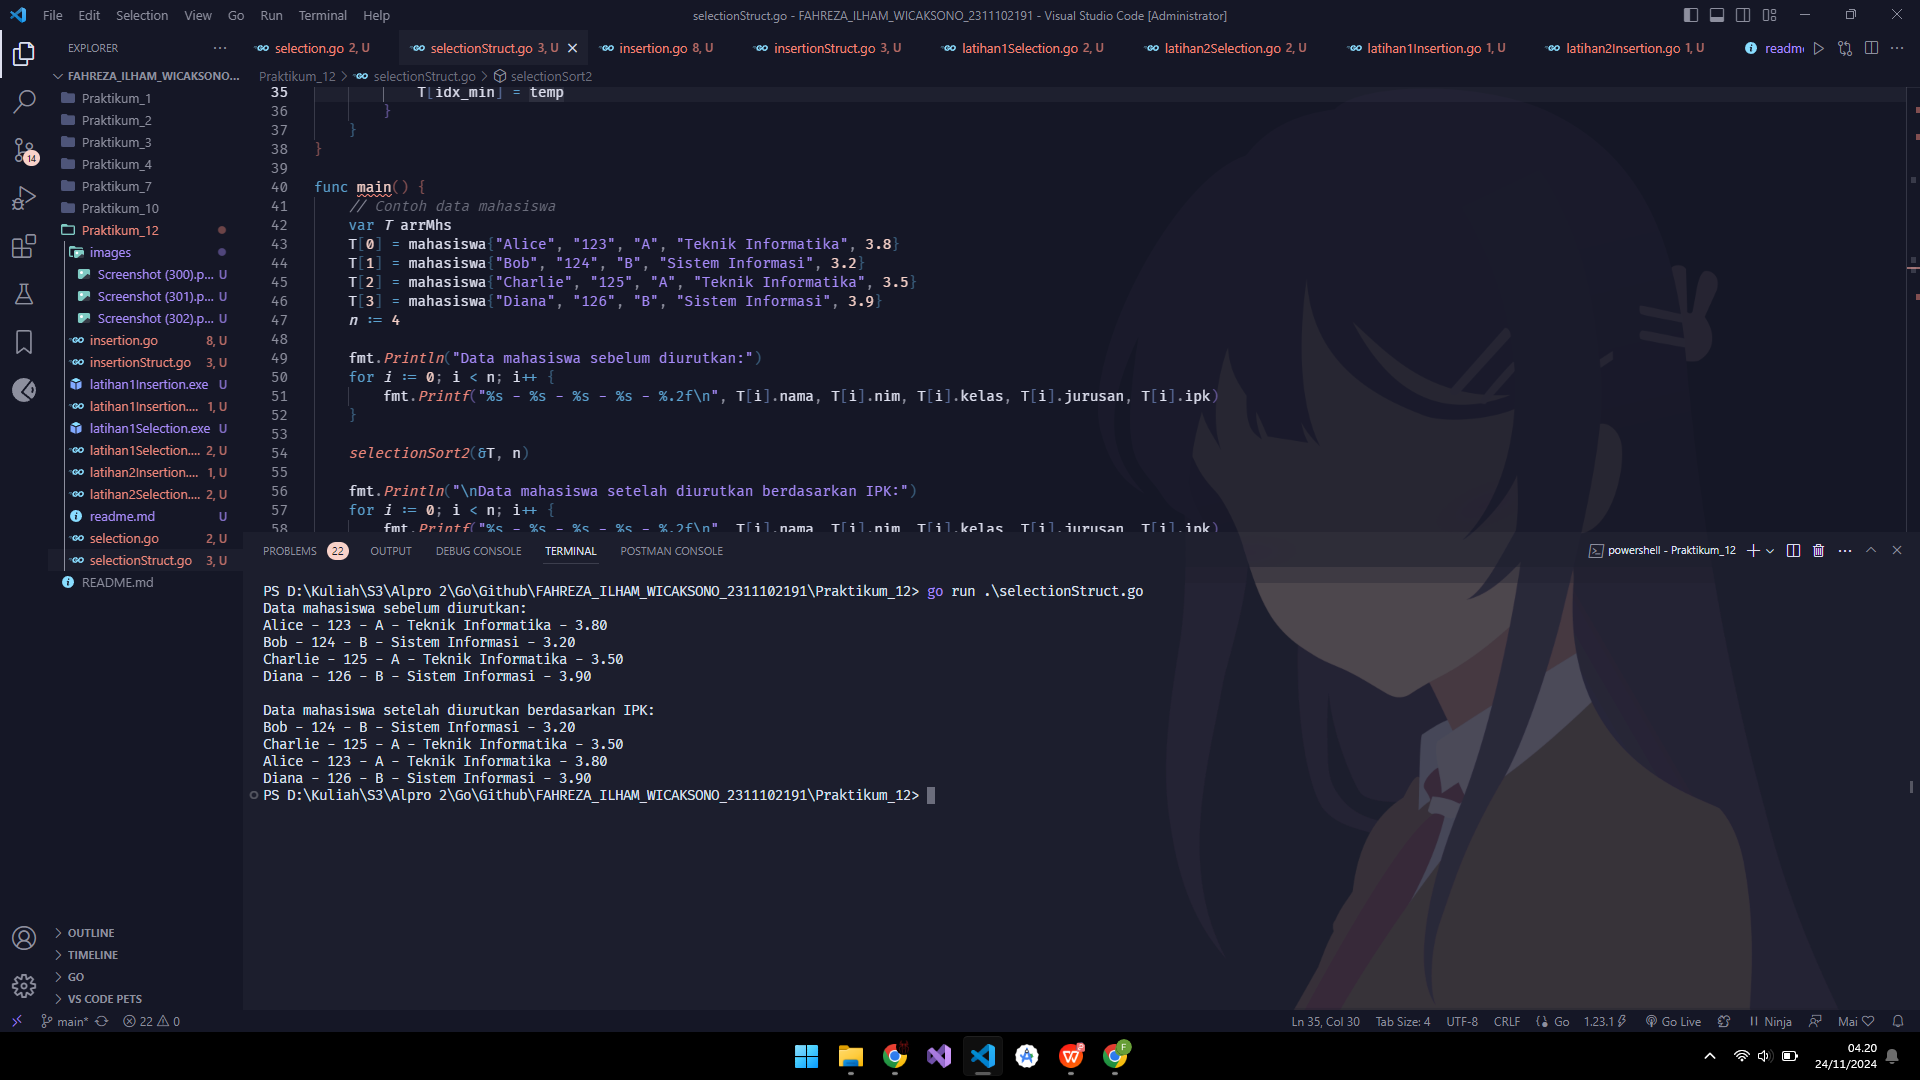 File Edit Selection View Go Run Terminal Help
selectionStruct.go - FAHREZA_ILHAM_WICAKSONO_2311102191 - Visual Studio Code [Administrator]
EXPLORER
selection.go 2, U
selectionStruct.go 3, U
insertion.go 8, U
insertionStruct.go 3, U
latihan1Selection.go 2, U
latihan2Selection.go 2, U
latihan1Insertion.go 1, U
latihan2Insertion.go 1, U
readme
FAHREZA_ILHAM_WICAKSONO...
Praktikum_1
Praktikum_2
Praktikum_3
Praktikum_4
Praktikum_7
Praktikum_10
Praktikum_12
images
Screenshot (300).p... U
Screenshot (301).p... U
Screenshot (302).p... U
insertion.go 8, U
insertionStruct.go 3, U
latihan1Insertion.exe U
latihan1Insertion.... 1, U
latihan1Selection.exe U
latihan1Selection.... 2, U
latihan2Insertion.... 1, U
latihan2Selection.... 2, U
readme.md U
selection.go 2, U
selectionStruct.go 3, U
README.md
14
OUTLINE
TIMELINE
GO
VS CODE PETS
Praktikum_12 > selectionStruct.go > selectionSort2
35 T[idx_min] = temp
36 }
37 }
38 }
39
40 func main() {
41 // Contoh data mahasiswa
42 var T arrMhs
43 T[0] = mahasiswa{"Alice", "123", "A", "Teknik Informatika", 3.8}
44 T[1] = mahasiswa{"Bob", "124", "B", "Sistem Informasi", 3.2}
45 T[2] = mahasiswa{"Charlie", "125", "A", "Teknik Informatika", 3.5}
46 T[3] = mahasiswa{"Diana", "126", "B", "Sistem Informasi", 3.9}
47 n := 4
48
49 fmt.Println("Data mahasiswa sebelum diurutkan:")
50 for i := 0; i < n; i++ {
51 fmt.Printf("%s - %s - %s - %s - %.2f\n", T[i].nama, T[i].nim, T[i].kelas, T[i].jurusan, T[i].ipk)
52 }
53
54 selectionSort2(&T, n)
55
56 fmt.Println("\nData mahasiswa setelah diurutkan berdasarkan IPK:")
57 for i := 0; i < n; i++ {
58 fmt.Printf("%s - %s - %s - %s - %.2f\n", T[i].nama, T[i].nim, T[i].kelas, T[i].jurusan, T[i].ipk)
PROBLEMS 22 OUTPUT DEBUG CONSOLE TERMINAL POSTMAN CONSOLE
powershell - Praktikum_12
PS D:\Kuliah\S3\Alpro 2\Go\Github\FAHREZA_ILHAM_WICAKSONO_2311102191\Praktikum_12> go run .\selectionStruct.go
Data mahasiswa sebelum diurutkan:
Alice - 123 - A - Teknik Informatika - 3.80
Bob - 124 - B - Sistem Informasi - 3.20
Charlie - 125 - A - Teknik Informatika - 3.50
Diana - 126 - B - Sistem Informasi - 3.90
Data mahasiswa setelah diurutkan berdasarkan IPK:
Bob - 124 - B - Sistem Informasi - 3.20
Charlie - 125 - A - Teknik Informatika - 3.50
Alice - 123 - A - Teknik Informatika - 3.80
Diana - 126 - B - Sistem Informasi - 3.90
PS D:\Kuliah\S3\Alpro 2\Go\Github\FAHREZA_ILHAM_WICAKSONO_2311102191\Praktikum_12>
main* 22 0
Ln 35, Col 30 Tab Size: 4 UTF-8 CRLF Go 1.23.1 Go Live Ninja Mai
04.20
24/11/2024